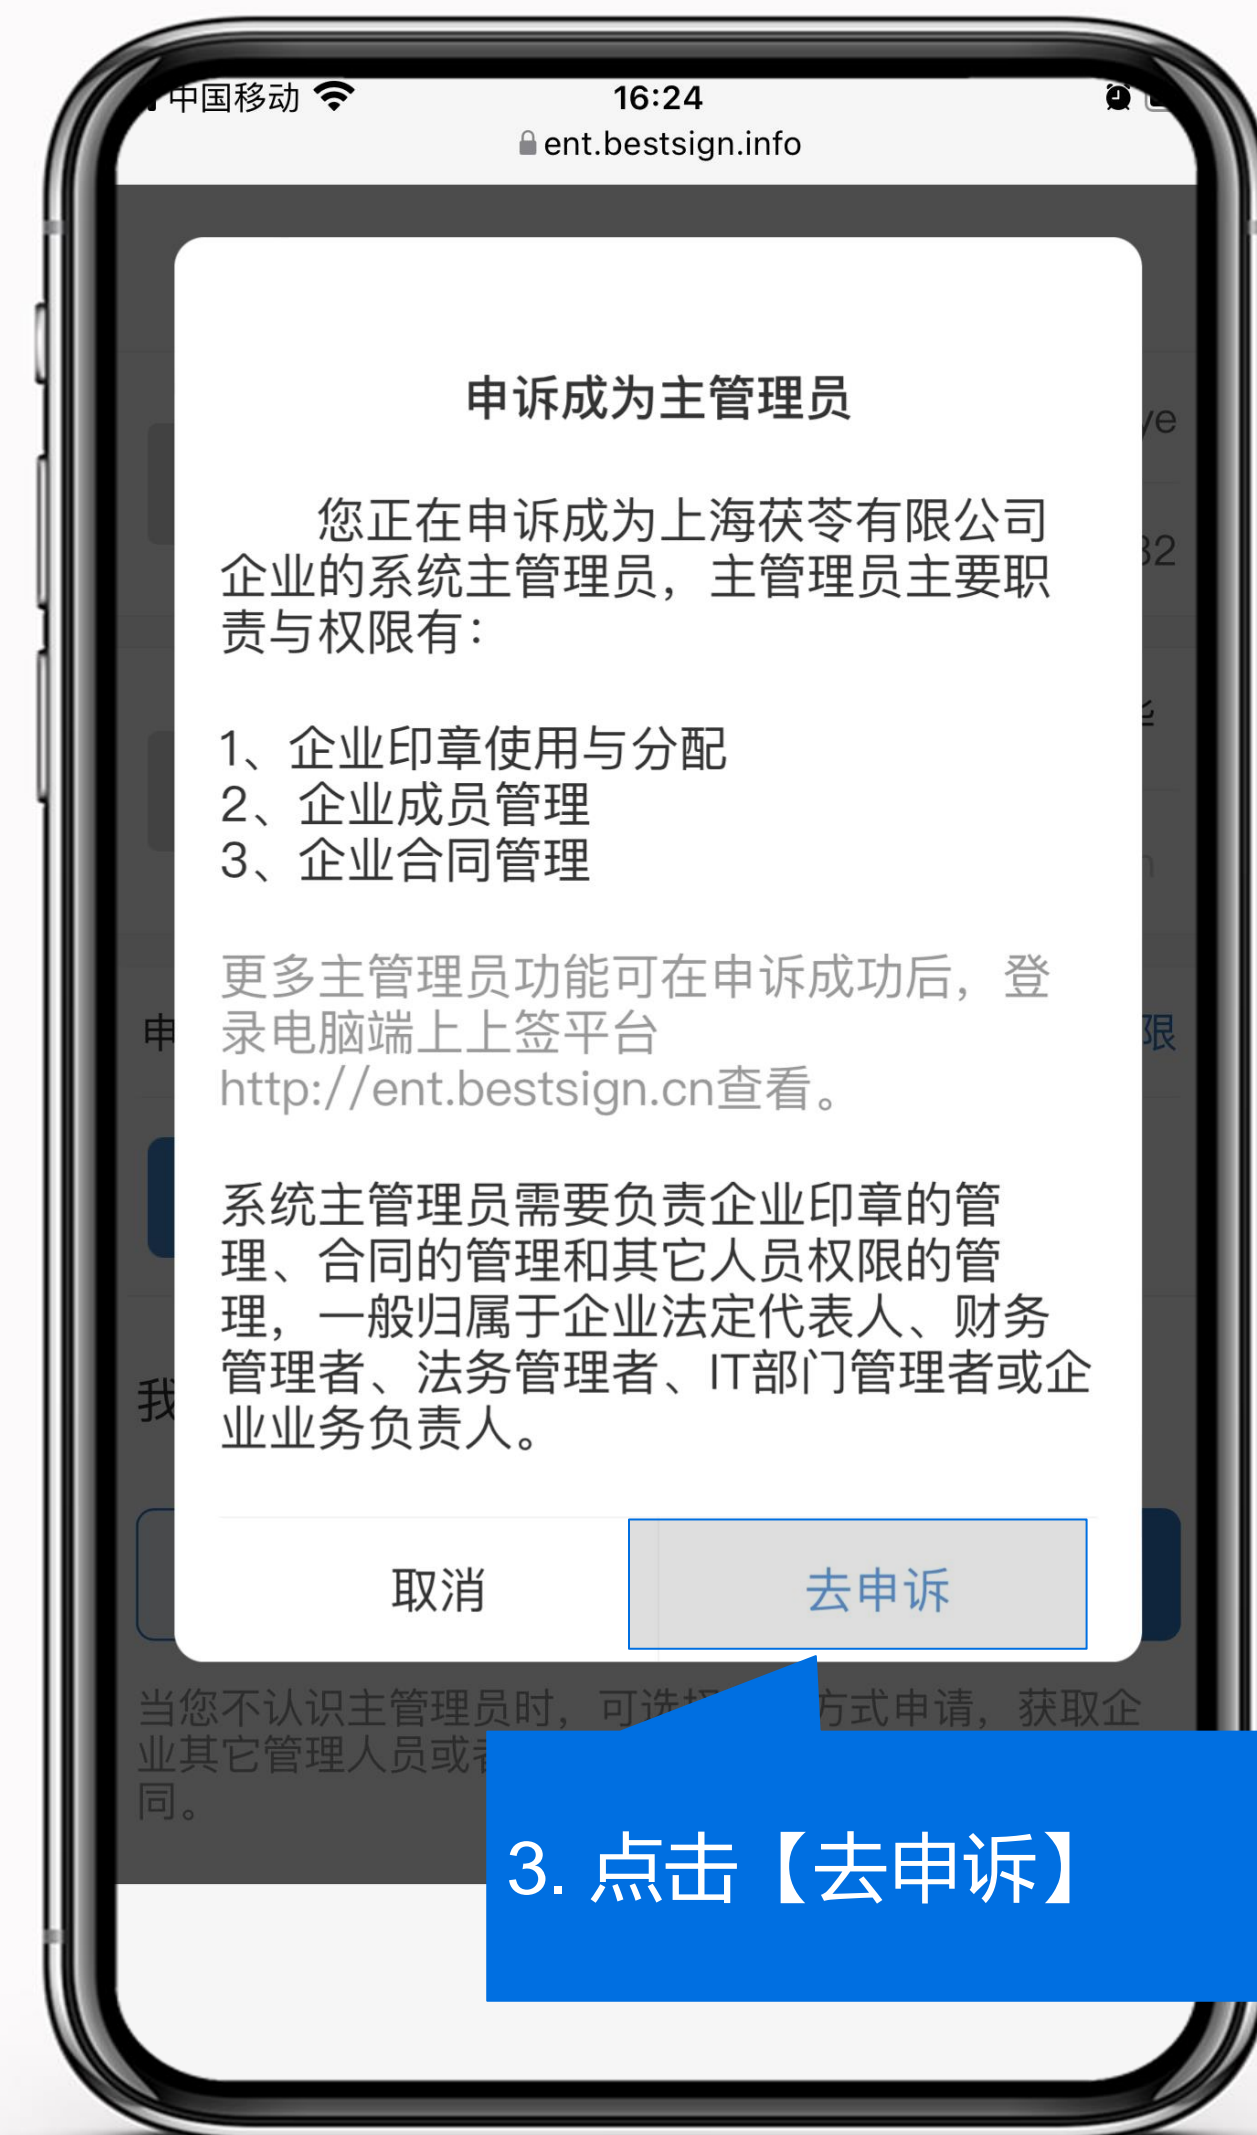 中国移动
16:24
ent.bestsign.info
申诉成为主管理员
您正在申诉成为上海茯苓有限公司
企业的系统主管理员，主管理员主要职
责与权限有：
1、企业印章使用与分配
2、企业成员管理
3、企业合同管理
更多主管理员功能可在申诉成功后，登
录电脑端上上签平台
http://ent.bestsign.cn查看。
系统主管理员需要负责企业印章的管
理、合同的管理和其它人员权限的管
理，一般归属于企业法定代表人、财务
管理者、法务管理者、IT部门管理者或企
业业务负责人。
取消
去申诉
申
限
我
当您不认识主管理员时，可选择 方式申请，获取企
业其它管理人员或者
同。
3. 点击【去申诉】